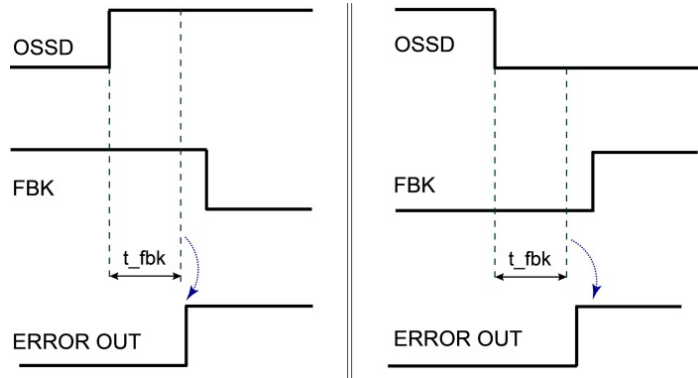 OSSD
FBK
t_fbk
ERROR OUT
OSSD
FBK
t_fbk
ERROR OUT